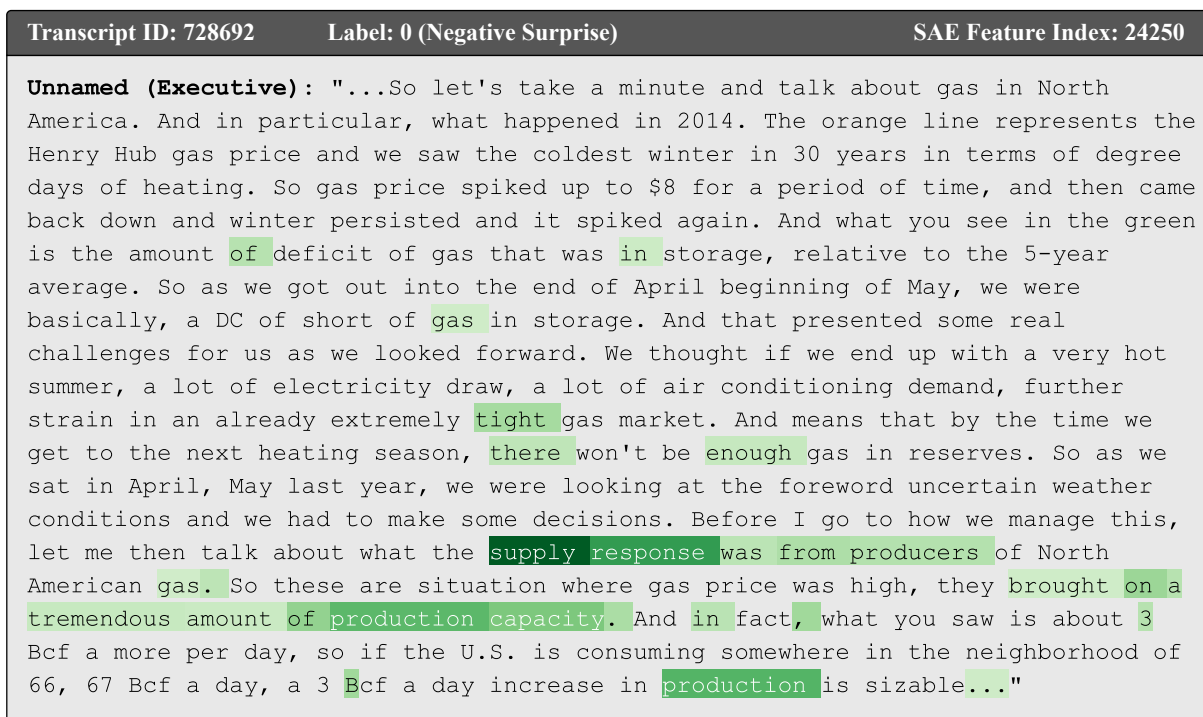 Transcript ID: 728692 Label: 0 (Negative Surprise) SAE Feature Index: 24250
Unnamed (Executive): "...So let's take a minute and talk about gas in North
America. And in particular, what happened in 2014. The orange line represents the
Henry Hub gas price and we saw the coldest winter in 30 years in terms of degree
days of heating. So gas price spiked up to $8 for a period of time, and then came
back down and winter persisted and it spiked again. And what you see in the green
is the amount of deficit of gas that was in storage, relative to the 5-year
average. So as we got out into the end of April beginning of May, we were
basically, a DC of short of gas in storage. And that presented some real
challenges for us as we looked forward. We thought if we end up with a very hot
summer, a lot of electricity draw, a lot of air conditioning demand, further
strain in an already extremely tight gas market. And means that by the time we
get to the next heating season, there won't be enough gas in reserves. So as we
sat in April, May last year, we were looking at the foreword uncertain weather
conditions and we had to make some decisions. Before I go to how we manage this,
let me then talk about what the supply response was from producers of North
American gas. So these are situation where gas price was high, they brought on a
tremendous amount of production capacity. And in fact, what you saw is about 3
Bcf a more per day, so if the U.S. is consuming somewhere in the neighborhood of
66, 67 Bcf a day, a 3 Bcf a day increase in production is sizable..."